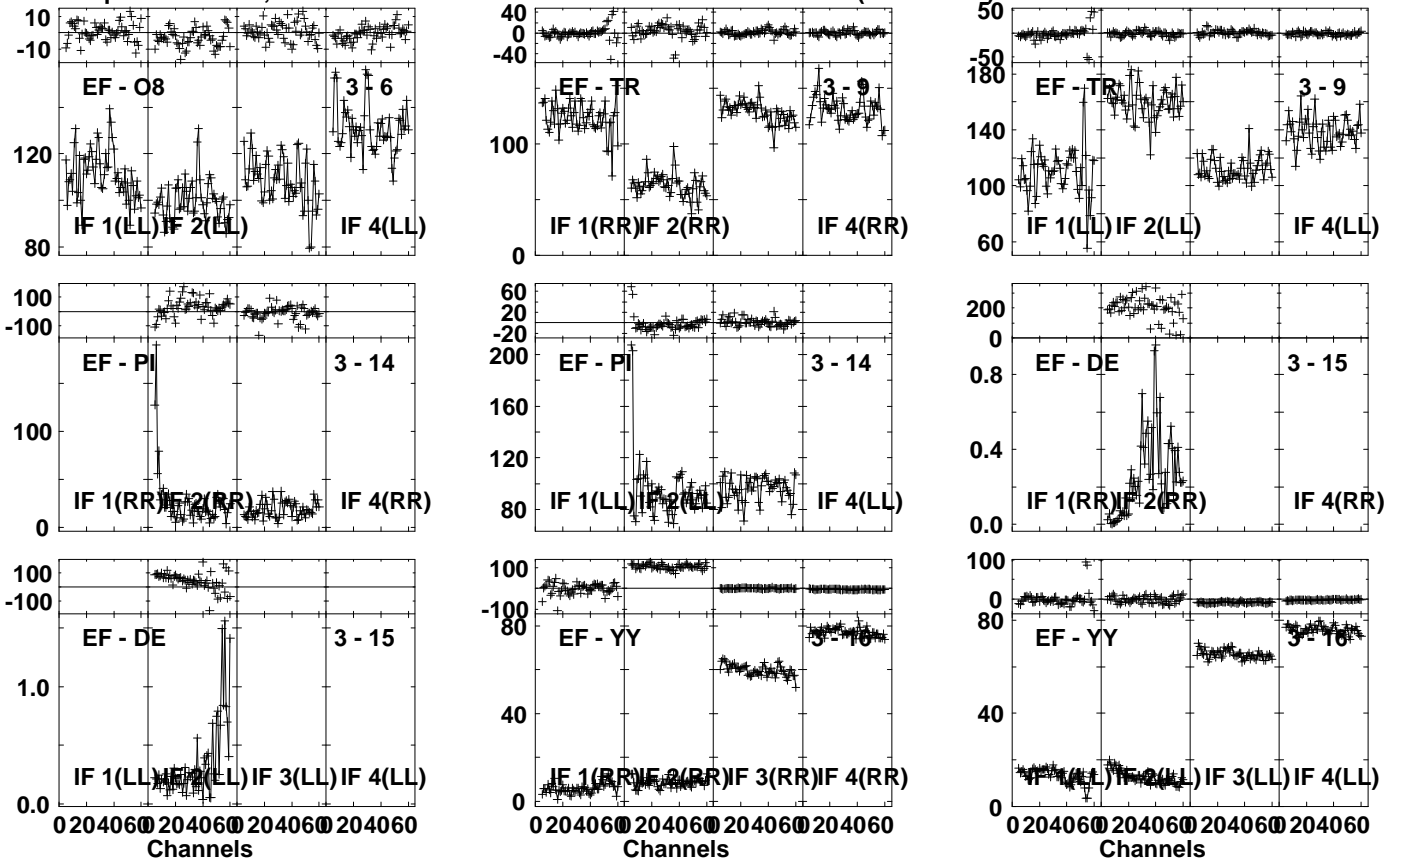 10
-10
EF - O8
3 - 6
120
80
IF 1(LL) IF 2(LL) IF 4(LL)
40
0
-40
EF - TR
3 - 9
100
0
IF 1(RR) IF 2(RR) IF 4(RR)
50
-50
180
EF - TR
3 - 9
140
100
60
IF 1(LL) IF 2(LL) IF 4(LL)
100
-100
EF - PI
3 - 14
100
0
IF 1(RR) IF 2(RR) IF 4(RR)
60
20
-20
200
EF - PI
3 - 14
160
120
80
IF 1(LL) IF 2(LL) IF 4(LL)
200
0
0.8
EF - DE
3 - 15
0.4
0.0
IF 1(RR) IF 2(RR) IF 4(RR)
100
-100
EF - DE
3 - 15
1.0
0.0
IF 1(LL) IF 2(LL) IF 3(LL) IF 4(LL)
0 204060 0 204060 0 204060 0 204060
Channels
100
-100
80
EF - YY
3 - 16
40
0
IF 1(RR) IF 2(RR) IF 3(RR) IF 4(RR)
0 204060 0 204060 0 204060 0 204060
Channels
100
0
80
EF - YY
3 - 16
40
0
IF 1(LL) IF 2(LL) IF 3(LL) IF 4(LL)
0 204060 0 204060 0 204060 0 204060
Channels